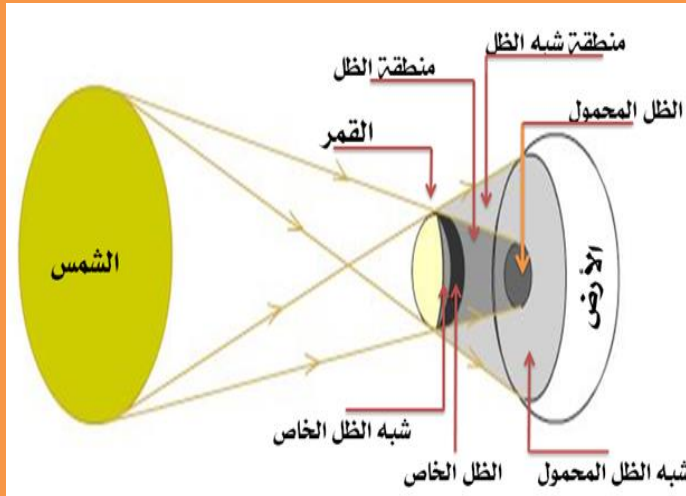 منطقة شبه الظل
منطقة الظل
الظل المحمول
القمر
الشمس
الأرض
شبه الظل الخاص
الظل الخاص
شبه الظل المحمول